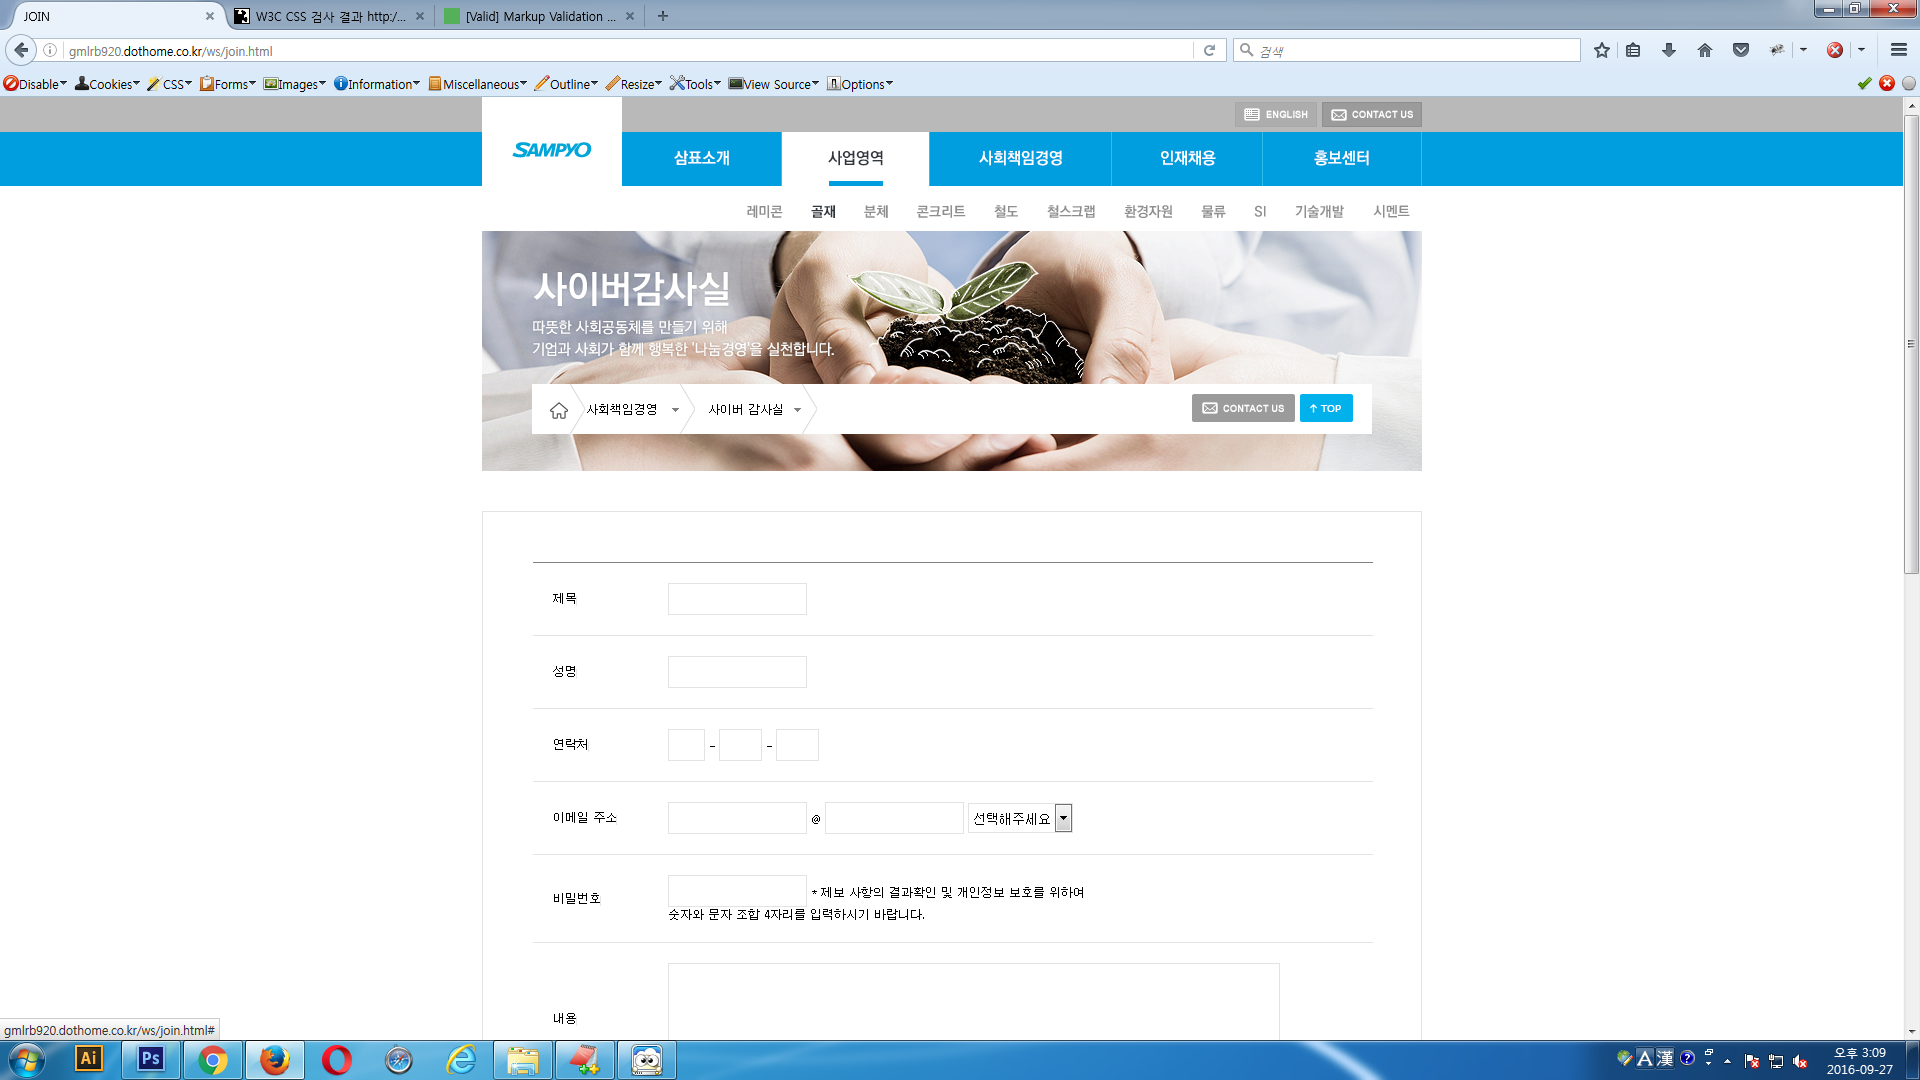 JOIN
W3C CSS 검사 결과 http:/...
[Valid] Markup Validation ...
gmlrb920.dothome.co.kr/ws/join.html
검색
Disable
Cookies
CSS
Forms
Images
Information
Miscellaneous
Outline
Resize
Tools
View Source
Options
ENGLISH
CONTACT US
SAMPYO
삼표소개
사업영역
사회책임경영
인재채용
홍보센터
레미콘
골재
분체
콘크리트
철도
철스크랩
환경자원
물류
SI
기술개발
시멘트
사이버감사실
따뜻한 사회공동체를 만들기 위해
기업과 사회가 함께 행복한 '나눔경영'을 실천합니다.
사회책임경영
사이버 감사실
CONTACT US
TOP
제목
성명
연락처
- -
이메일 주소
@
선택해주세요
비밀번호
* 제보 사항의 결과확인 및 개인정보 보호를 위하여
숫자와 문자 조합 4자리를 입력하시기 바랍니다.
내용
gmlrb920.dothome.co.kr/ws/join.html#
Ai
Ps
A
漢
오후 3:09
2016-09-27